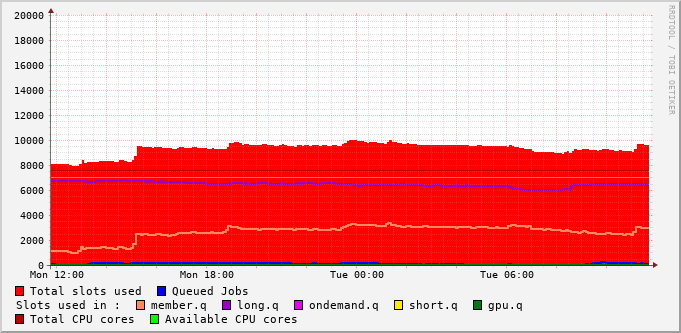 RRDTOOL / TOBI OETIKER
20000
18000
16000
14000
12000
10000
8000
6000
4000
2000
0
Mon 12:00 Mon 18:00 Tue 00:00 Tue 06:00
Total slots used Queued Jobs
Slots used in : member.q long.q ondemand.q short.q gpu.q
Total CPU cores Available CPU cores